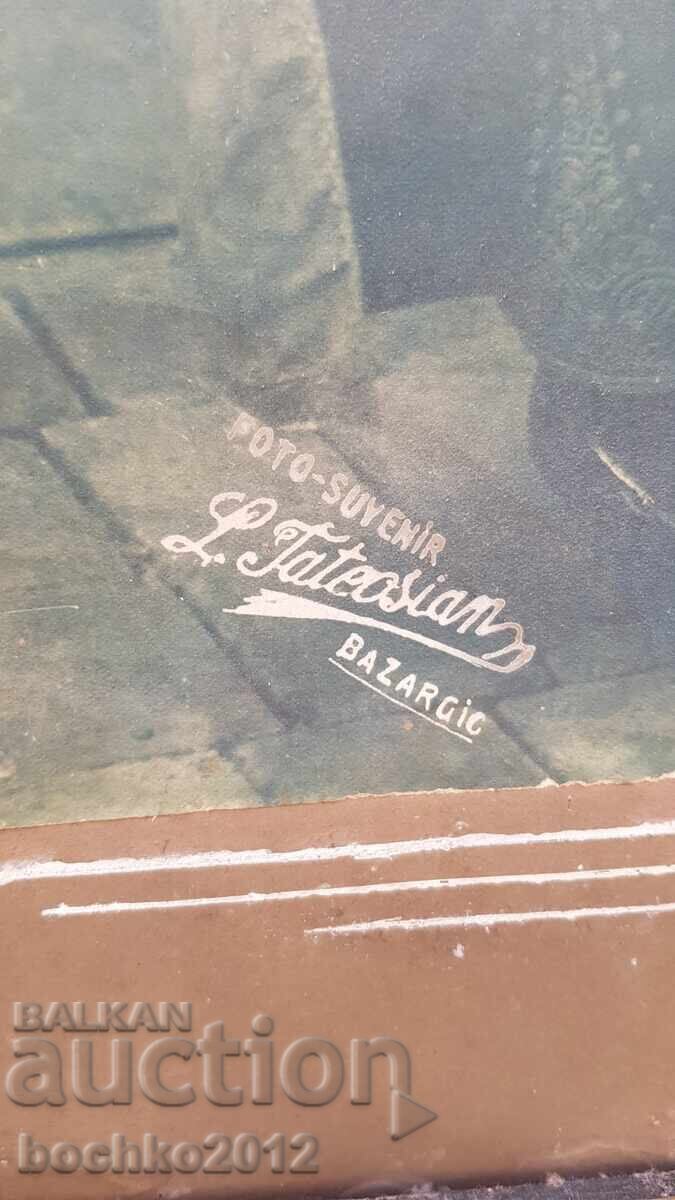 FOTO-SUVENIR
L. Tateosian
BAZARGIC
BALKAN
auction
bochko2012